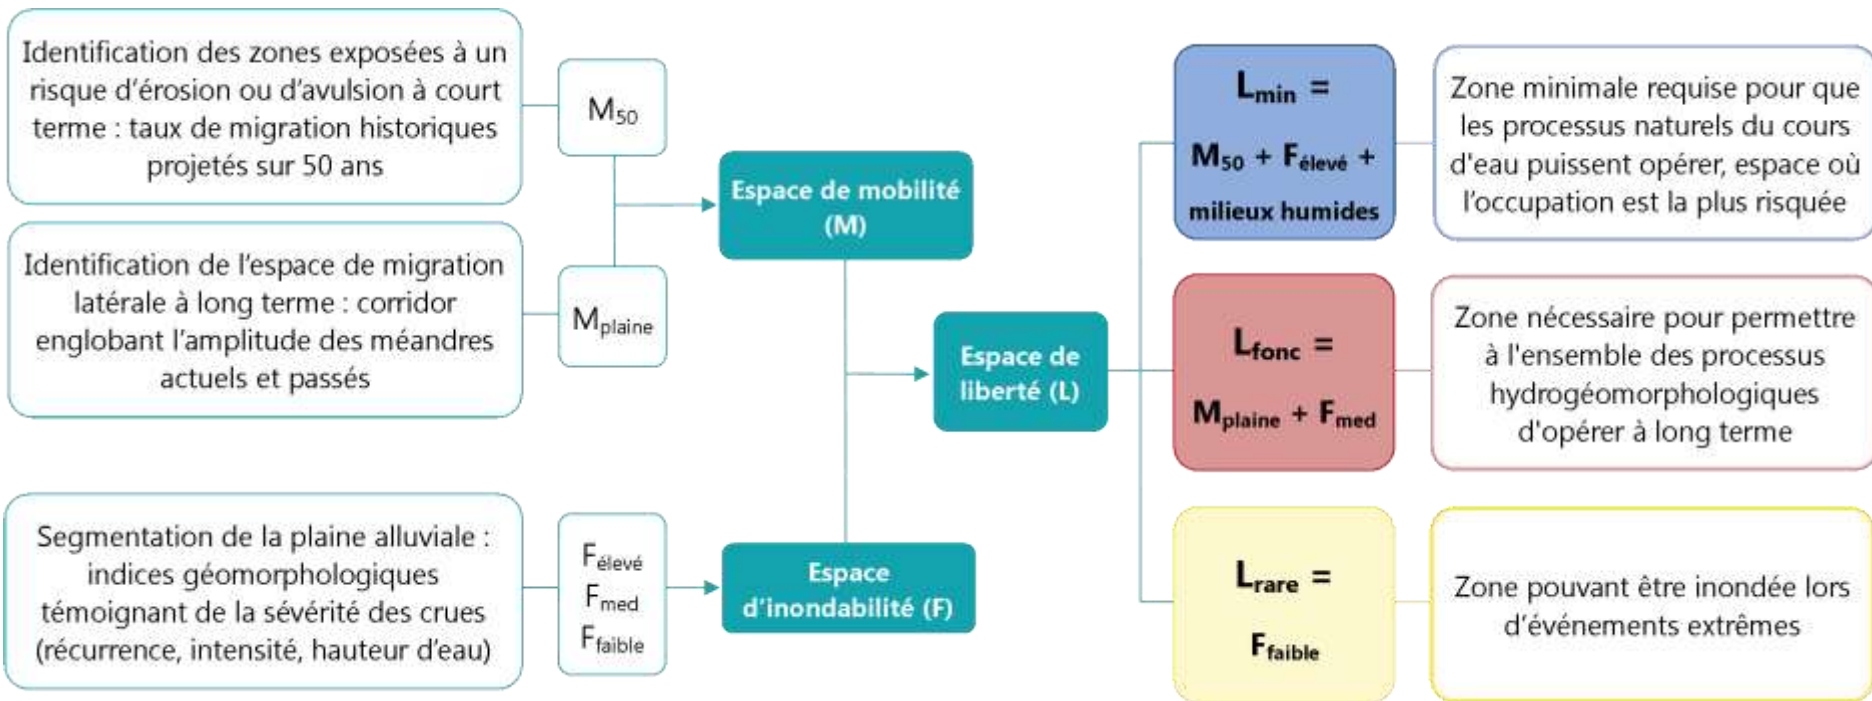 Identification des zones exposées à un
risque d'érosion ou d'avulsion à court
terme : taux de migration historiques
projetés sur 50 ans
M50
Identification de l'espace de migration
latérale à long terme : corridor
englobant l'amplitude des méandres
actuels et passés
Mplaine
Segmentation de la plaine alluviale :
indices géomorphologiques
témoignant de la sévérité des crues
(récurrence, intensité, hauteur d'eau)
Félevé
Fmed
Ffaible
Espace de mobilité
(M)
Espace
d'inondabilité (F)
Espace de
liberté (L)
Lmin =
M50 + Félevé +
milieux humides
Zone minimale requise pour que
les processus naturels du cours
d'eau puissent opérer, espace où
l'occupation est la plus risquée
Lfonc =
Mplaine + Fmed
Zone nécessaire pour permettre
à l'ensemble des processus
hydrogéomorphologiques
d'opérer à long terme
Lrare =
Ffaible
Zone pouvant être inondée lors
d'événements extrêmes